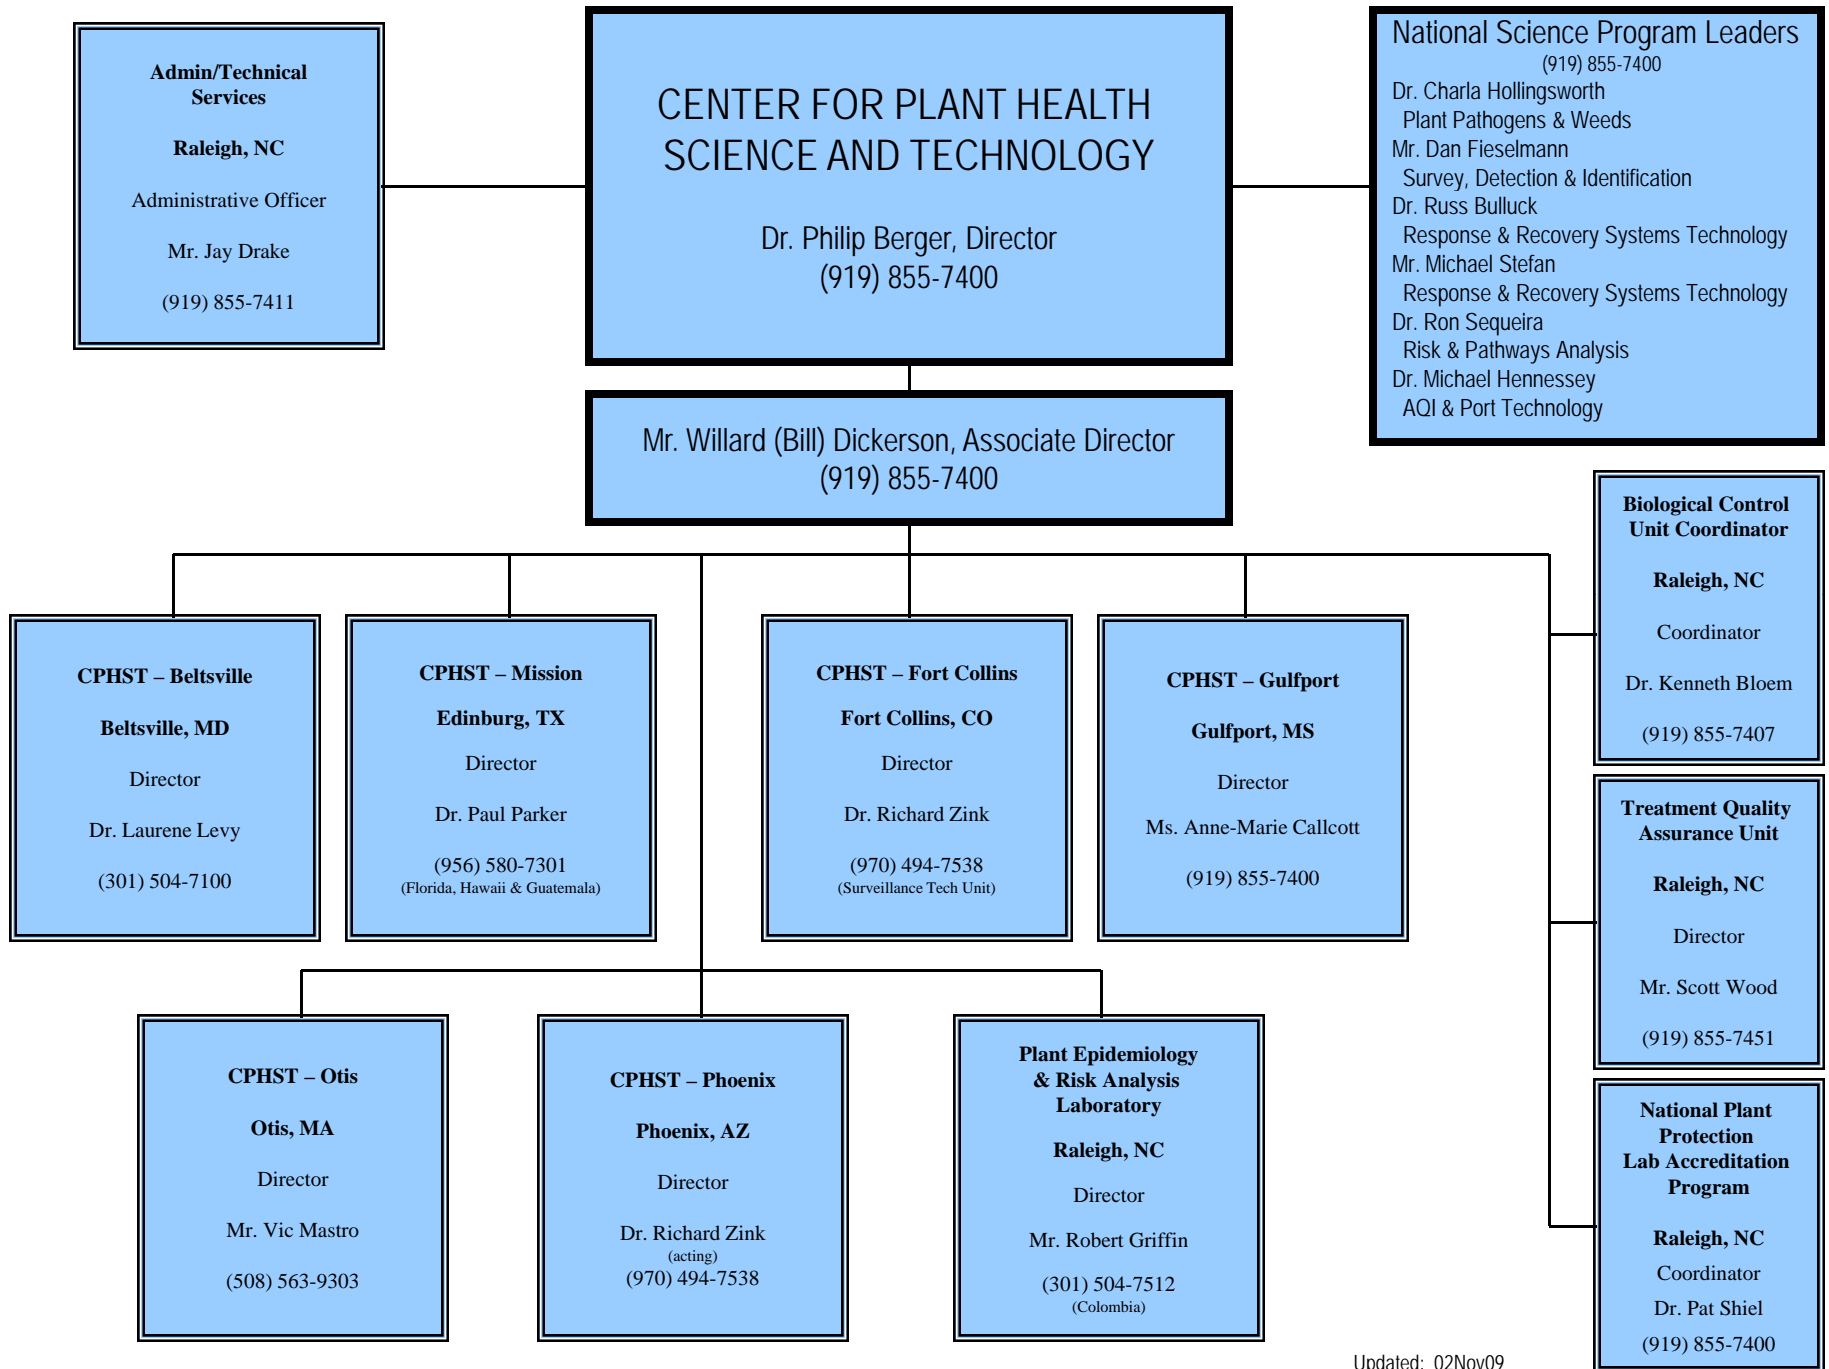 Admin/Technical
Services
Raleigh, NC
Administrative Officer
Mr. Jay Drake
(919) 855-7411
CENTER FOR PLANT HEALTH
SCIENCE AND TECHNOLOGY
Dr. Philip Berger, Director
(919) 855-7400
National Science Program Leaders
(919) 855-7400
Dr. Charla Hollingsworth
Plant Pathogens & Weeds
Mr. Dan Fieselmann
Survey, Detection & Identification
Dr. Russ Bulluck
Response & Recovery Systems Technology
Mr. Michael Stefan
Response & Recovery Systems Technology
Dr. Ron Sequeira
Risk & Pathways Analysis
Dr. Michael Hennessey
AQI & Port Technology
Mr. Willard (Bill) Dickerson, Associate Director
(919) 855-7400
CPHST – Beltsville
Beltsville, MD
Director
Dr. Laurene Levy
(301) 504-7100
CPHST – Mission
Edinburg, TX
Director
Dr. Paul Parker
(956) 580-7301
(Florida, Hawaii & Guatemala)
CPHST – Fort Collins
Fort Collins, CO
Director
Dr. Richard Zink
(970) 494-7538
(Surveillance Tech Unit)
CPHST – Gulfport
Gulfport, MS
Director
Ms. Anne-Marie Callcott
(919) 855-7400
Biological Control
Unit Coordinator
Raleigh, NC
Coordinator
Dr. Kenneth Bloem
(919) 855-7407
Treatment Quality
Assurance Unit
Raleigh, NC
Director
Mr. Scott Wood
(919) 855-7451
National Plant
Protection
Lab Accreditation
Program
Raleigh, NC
Coordinator
Dr. Pat Shiel
(919) 855-7400
CPHST – Otis
Otis, MA
Director
Mr. Vic Mastro
(508) 563-9303
CPHST – Phoenix
Phoenix, AZ
Director
Dr. Richard Zink
(acting)
(970) 494-7538
Plant Epidemiology
& Risk Analysis
Laboratory
Raleigh, NC
Director
Mr. Robert Griffin
(301) 504-7512
(Colombia)
Updated: 02Nov09